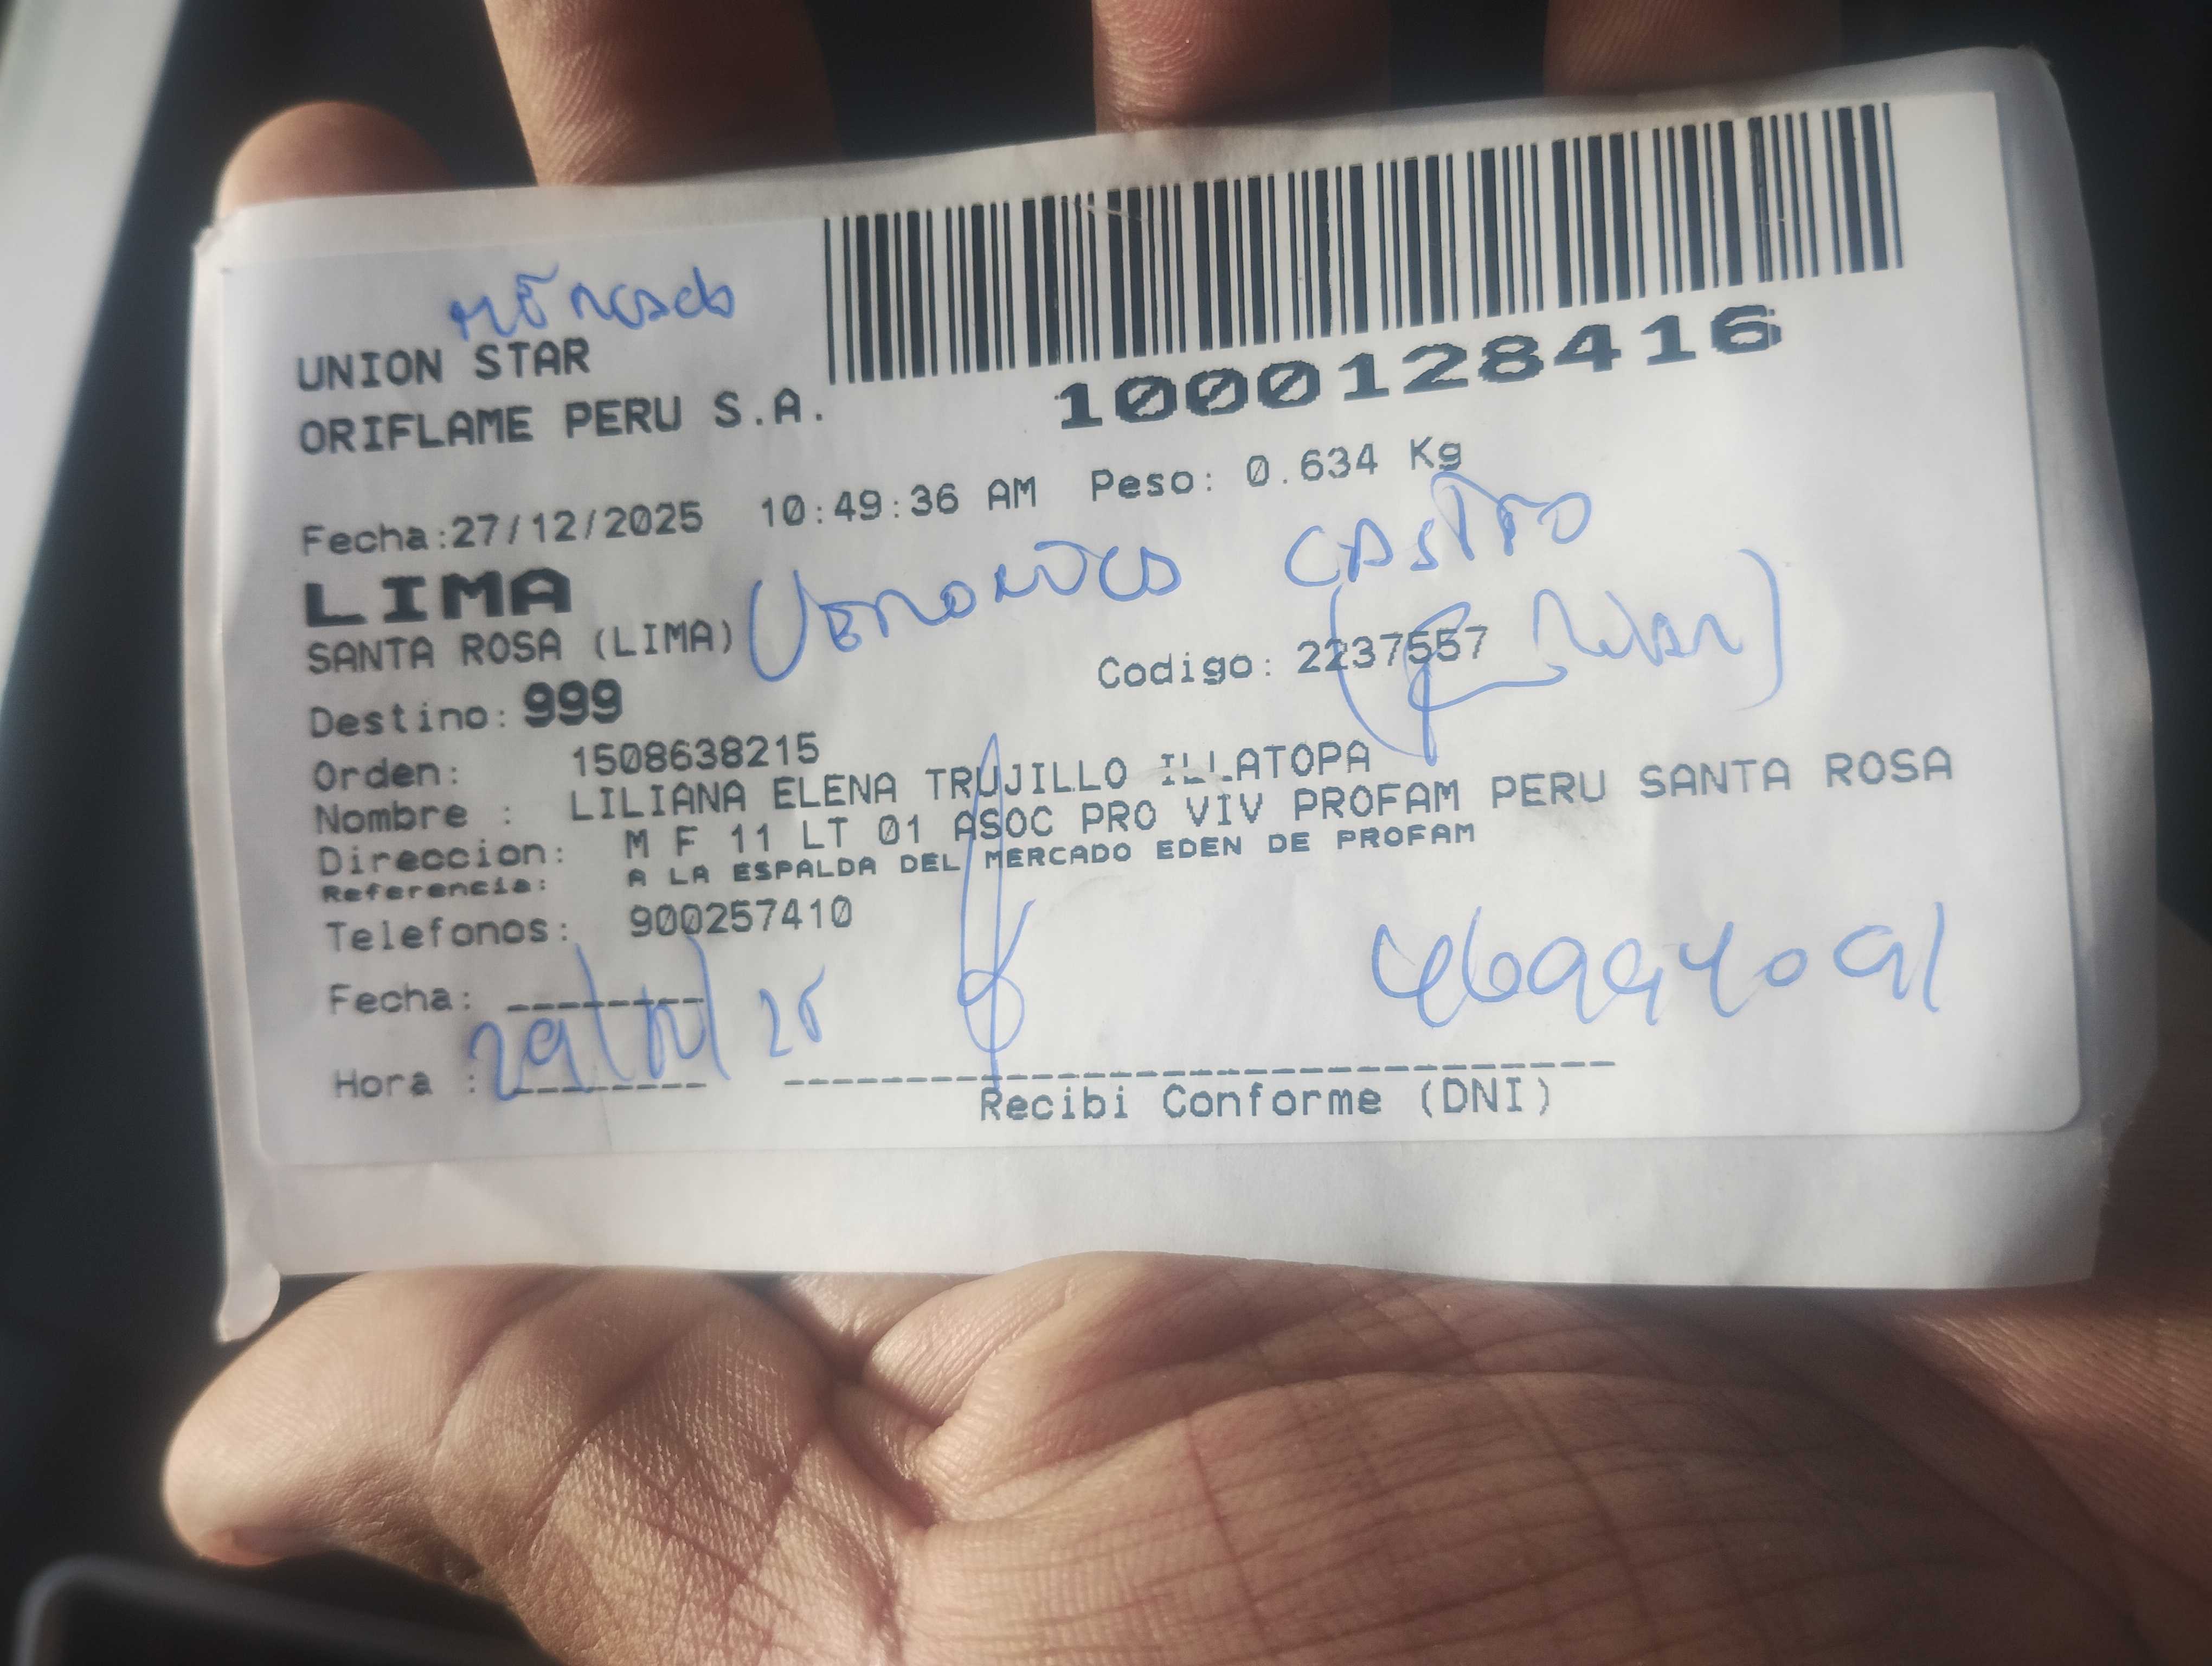 UNION STAR
ORIFLAME PERU S.A.
1000128416
Fecha:27/12/2025 10:49:36 AM Peso: 0.634 Kg
LIMA
SANTA ROSA (LIMA)
Veronica CASTRO
Codigo: 2237557
Destino: 999
Orden: 1508638215
Nombre : LILIANA ELENA TRUJILLO ILLATOPA
Direccion: M F 11 LT 01 ASOC PRO VIV PROFAM PERU SANTA ROSA
Referencia: A LA ESPALDA DEL MERCADO EDEN DE PROFAM
Telefonos: 900257410
Fecha:
29/12/25
Hora :
Recibi Conforme (DNI)